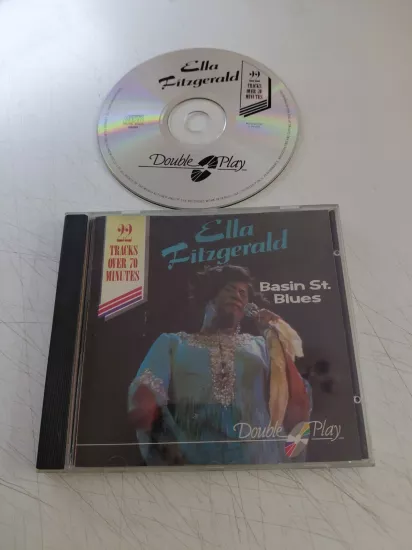 Ella
Fitzgerald
22
TRACKS
OVER 70
MINUTES
Double Play
22
TRACKS
OVER 70
MINUTES
Ella
Fitzgerald
Basin St.
Blues
Double Play